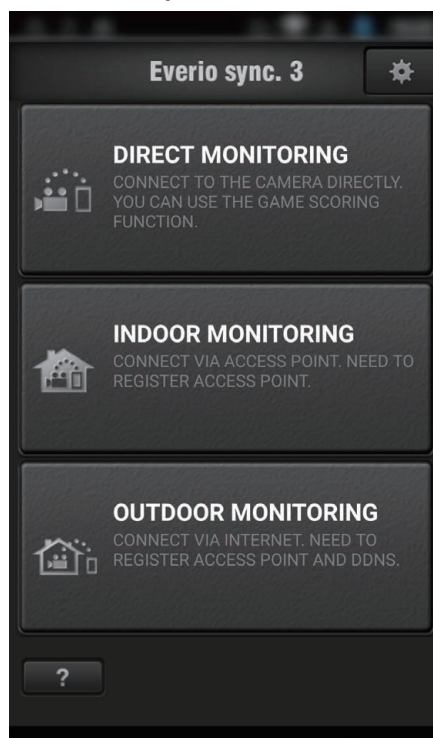 Everio sync. 3
DIRECT MONITORING
CONNECT TO THE CAMERA DIRECTLY.
YOU CAN USE THE GAME SCORING
FUNCTION.
INDOOR MONITORING
CONNECT VIA ACCESS POINT. NEED TO
REGISTER ACCESS POINT.
OUTDOOR MONITORING
CONNECT VIA INTERNET. NEED TO
REGISTER ACCESS POINT AND DDNS.
?